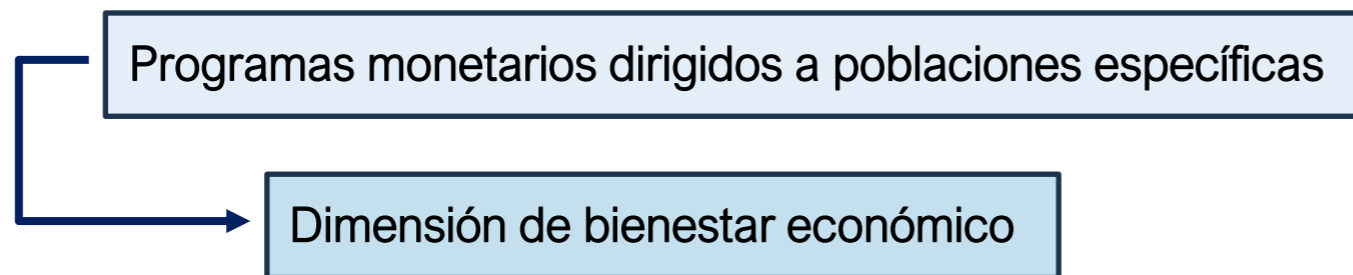 Programas monetarios dirigidos a poblaciones específicas
Dimensión de bienestar económico